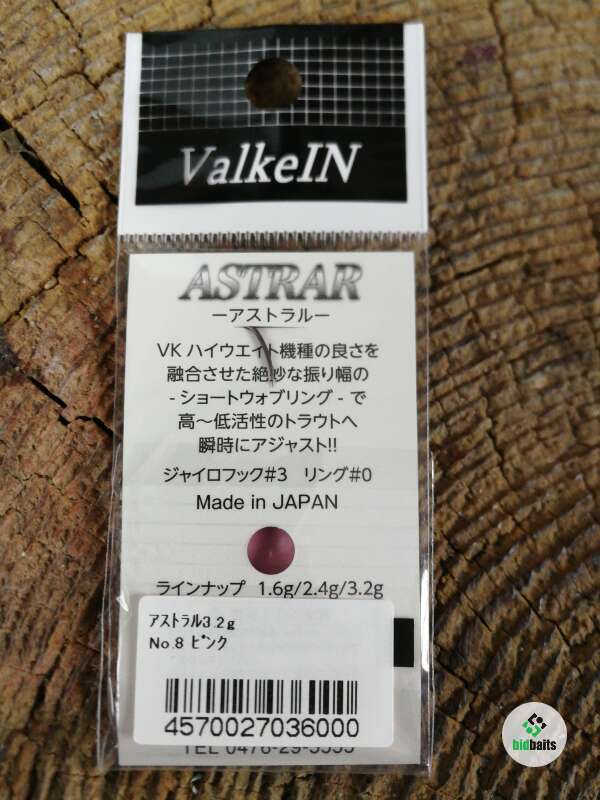 ValkeIN
ASTRAR
ーアストラルー
VK ハイウエイト機種の良さを
融合させた絶妙な振り幅の
- ショートウォブリング - で
高～低活性のトラウトへ
瞬時にアジャスト!!
ジャイロフック#3 リング#0
Made in JAPAN
ラインナップ 1.6g/2.4g/3.2g
ｱｽﾄﾗﾙ3.2g
No.8 ﾋﾟﾝｸ
4570027036000
TEL 0476-29-5555
bidbaits